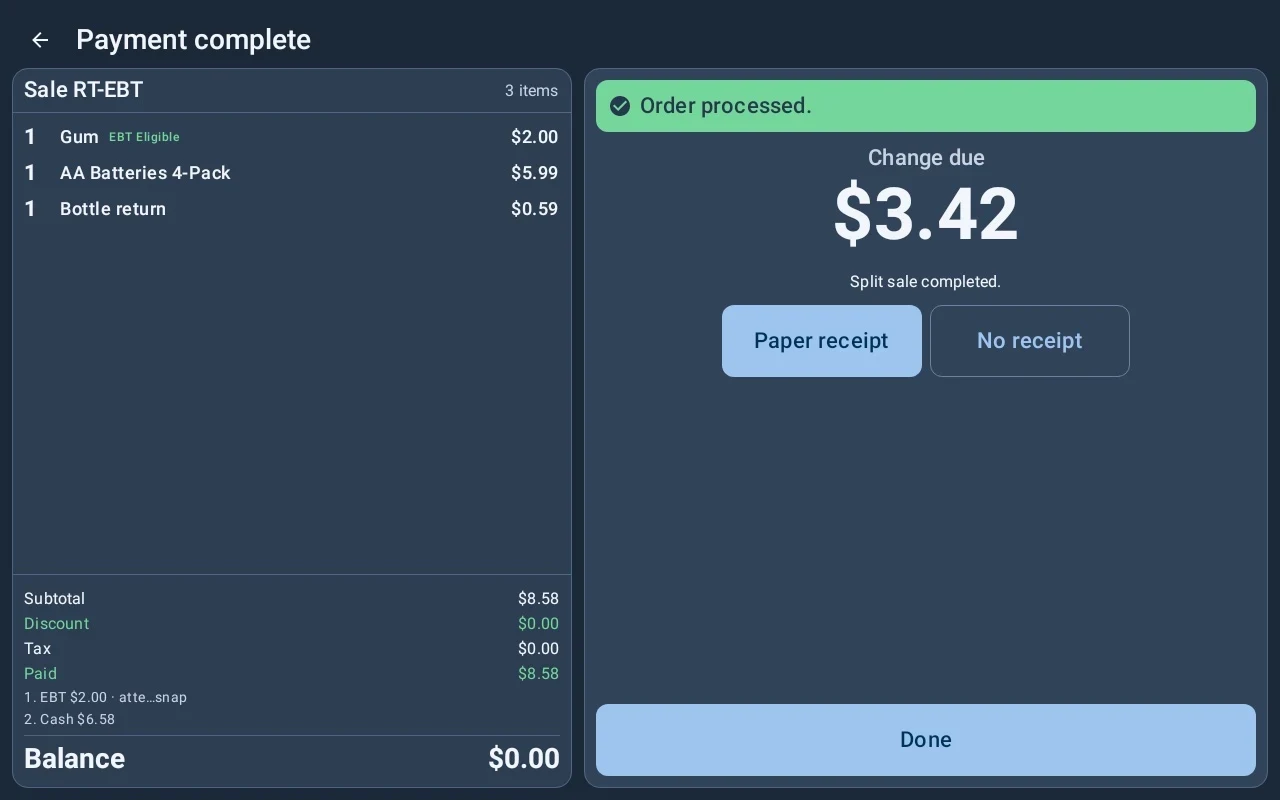 Payment complete
Sale RT-EBT
3 items
1 Gum EBT Eligible $2.00
1 AA Batteries 4-Pack $5.99
1 Bottle return $0.59
Subtotal $8.58
Discount $0.00
Tax $0.00
Paid $8.58
1. EBT $2.00 · atte…snap
2. Cash $6.58
Balance $0.00
Order processed.
Change due
$3.42
Split sale completed.
Paper receipt
No receipt
Done